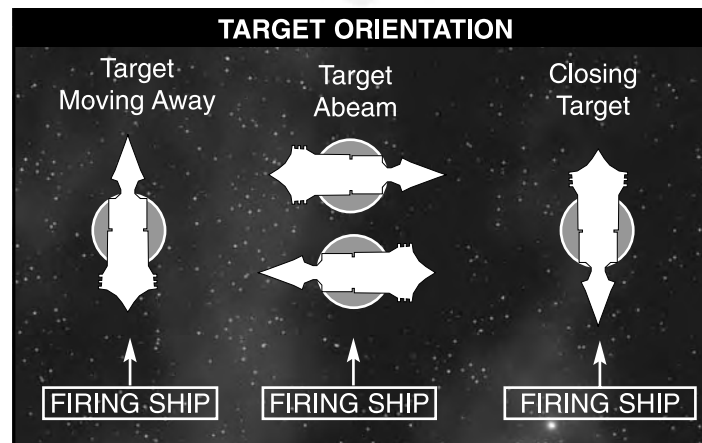 TARGET ORIENTATION
Target
Moving Away
Target
Abeam
Closing
Target
FIRING SHIP
FIRING SHIP
FIRING SHIP